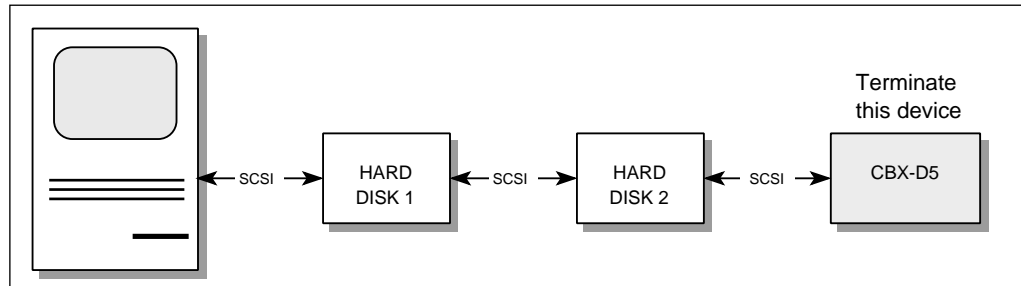 Terminate
this device
SCSI
HARD
DISK 1
SCSI
HARD
DISK 2
SCSI
CBX-D5